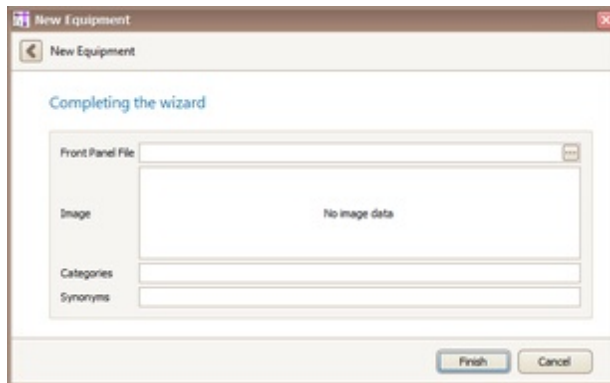 New Equipment
New Equipment
Completing the wizard
Front Panel File
...
Image
No image data
Categories
Synonyms
Finish Cancel